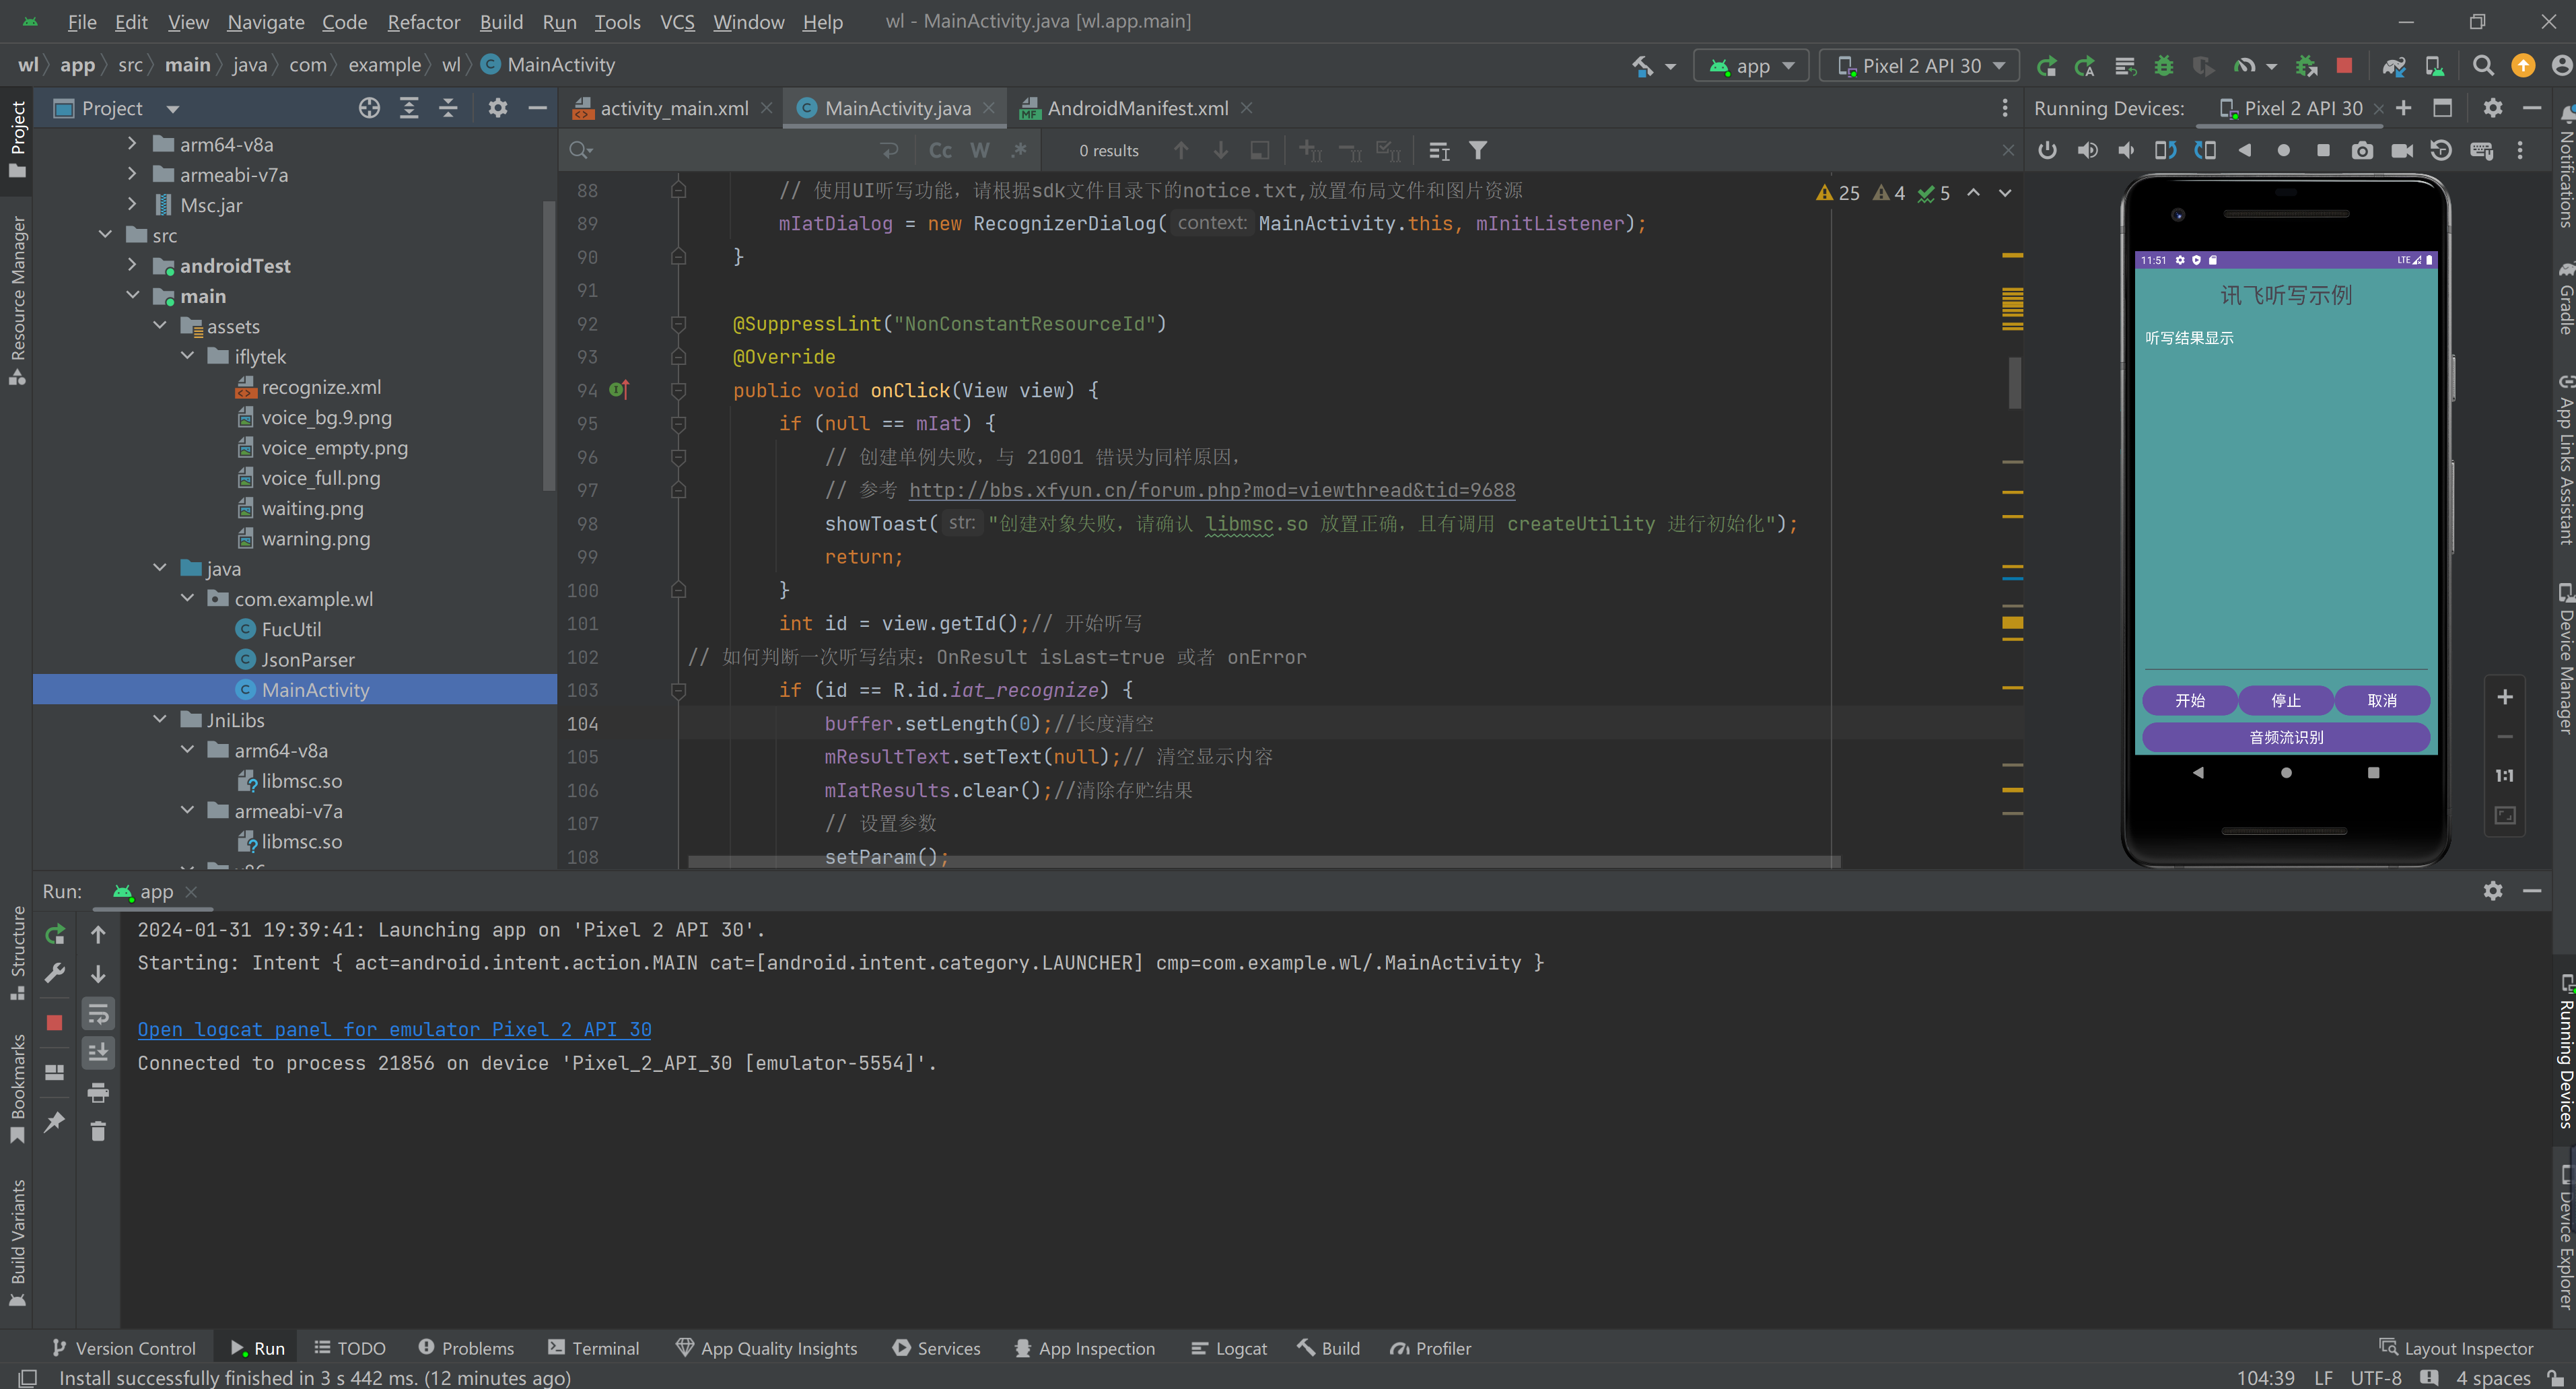 File Edit View Navigate Code Refactor Build Run Tools VCS Window Help wl - MainActivity.java [wl.app.main]
wl app src main java com example wl MainActivity
app Pixel 2 API 30
Project
activity_main.xml MainActivity.java AndroidManifest.xml
Running Devices: Pixel 2 API 30
Cc W .* 0 results
arm64-v8a
armeabi-v7a
Msc.jar
src
androidTest
main
assets
iflytek
recognize.xml
voice_bg.9.png
voice_empty.png
voice_full.png
waiting.png
warning.png
java
com.example.wl
FucUtil
JsonParser
MainActivity
JniLibs
arm64-v8a
libmsc.so
armeabi-v7a
libmsc.so
25 4 5
88 // 使用UI听写功能，请根据sdk文件目录下的notice.txt,放置布局文件和图片资源
89 mIatDialog = new RecognizerDialog( context: MainActivity.this, mInitListener);
90 }
91
92 @SuppressLint("NonConstantResourceId")
93 @Override
94 public void onClick(View view) {
95 if (null == mIat) {
96 // 创建单例失败，与 21001 错误为同样原因，
97 // 参考 http://bbs.xfyun.cn/forum.php?mod=viewthread&tid=9688
98 showToast( str: "创建对象失败，请确认 libmsc.so 放置正确，且有调用 createUtility 进行初始化");
99 return;
100 }
101 int id = view.getId();// 开始听写
102 // 如何判断一次听写结束：OnResult isLast=true 或者 onError
103 if (id == R.id.iat_recognize) {
104 buffer.setLength(0);//长度清空
105 mResultText.setText(null);// 清空显示内容
106 mIatResults.clear();//清除存贮结果
107 // 设置参数
108 setParam();
11:51 LTE
讯飞听写示例
听写结果显示
开始 停止 取消
音频流识别
1:1
Run: app
2024-01-31 19:39:41: Launching app on 'Pixel 2 API 30'.
Starting: Intent { act=android.intent.action.MAIN cat=[android.intent.category.LAUNCHER] cmp=com.example.wl/.MainActivity }
Open logcat panel for emulator Pixel 2 API 30
Connected to process 21856 on device 'Pixel_2_API_30 [emulator-5554]'.
Project
Resource Manager
Structure
Bookmarks
Build Variants
Notifications
Gradle
App Links Assistant
Device Manager
Running Devices
Device Explorer
Version Control Run TODO Problems Terminal App Quality Insights Services App Inspection Logcat Build Profiler Layout Inspector
Install successfully finished in 3 s 442 ms. (12 minutes ago) 104:39 LF UTF-8 4 spaces